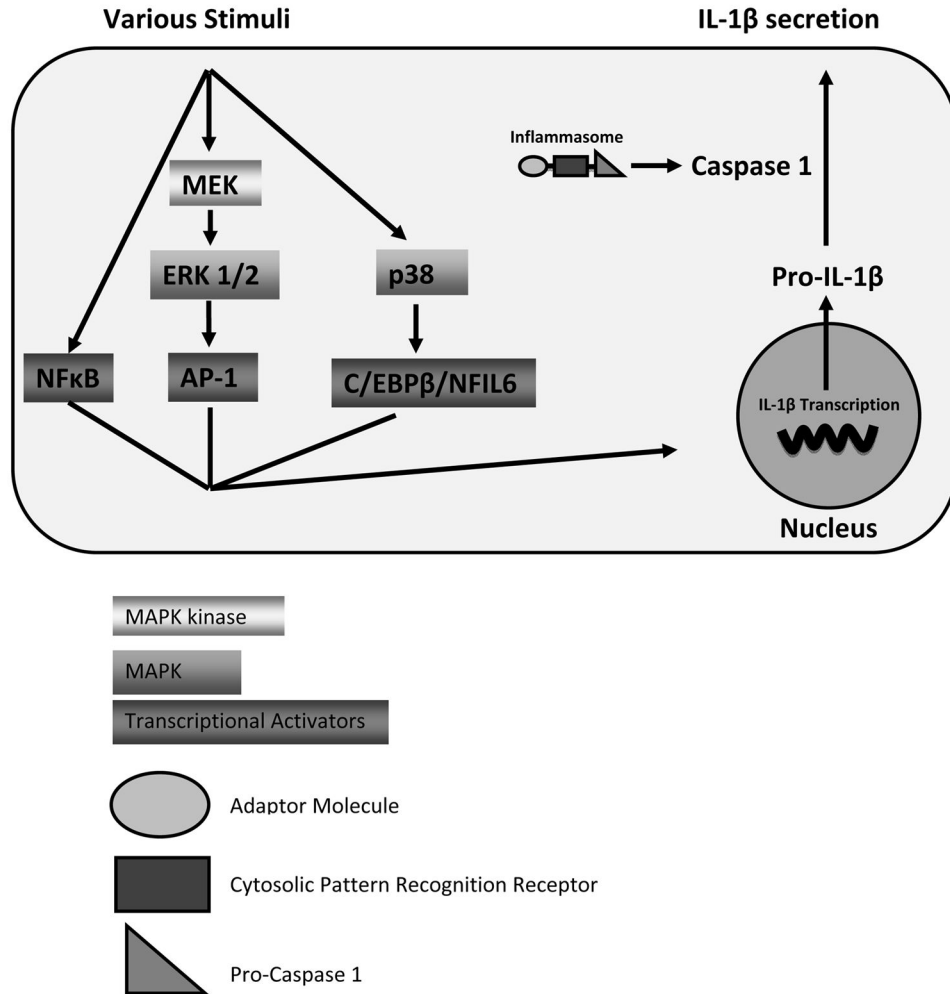 Various Stimuli
IL-1β secretion
Inflammasome
Caspase 1
MEK
ERK 1/2
p38
Pro-IL-1β
NFκB
AP-1
C/EBPβ/NFIL6
IL-1β Transcription
Nucleus
MAPK kinase
MAPK
Transcriptional Activators
Adaptor Molecule
Cytosolic Pattern Recognition Receptor
Pro-Caspase 1